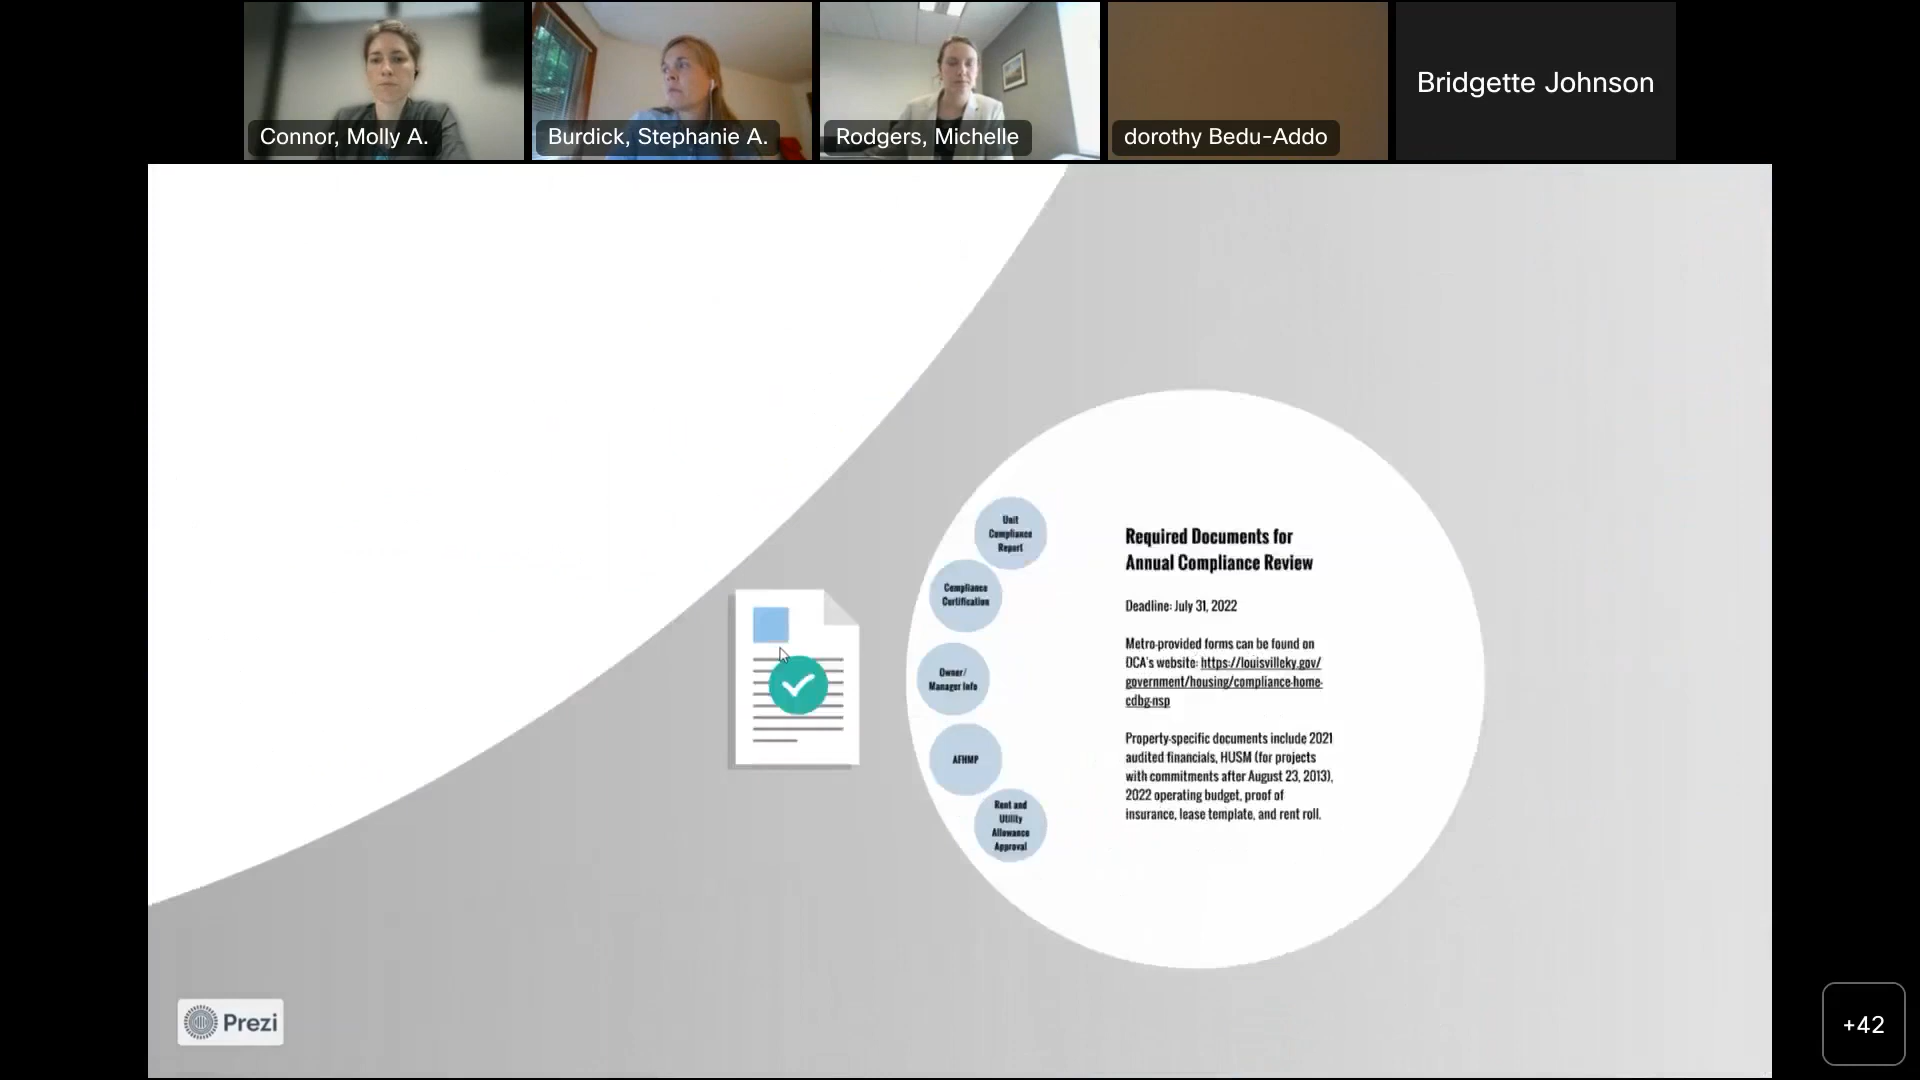 Connor, Molly A.
Burdick, Stephanie A.
Rodgers, Michelle
dorothy Bedu-Addo
Bridgette Johnson
Unit
Compliance
Report
Compliance
Certification
Owner/
Manager Info
AFHMP
Rent and
Utility
Allowance
Approval
Required Documents for
Annual Compliance Review
Deadline: July 31, 2022
Metro-provided forms can be found on
OCA's website: https://louisvilleky.gov/
government/housing/compliance-home-
cdbg-nsp
Property-specific documents include 2021
audited financials, HUSM (for projects
with commitments after August 23, 2013),
2022 operating budget, proof of
insurance, lease template, and rent roll.
Prezi
+42